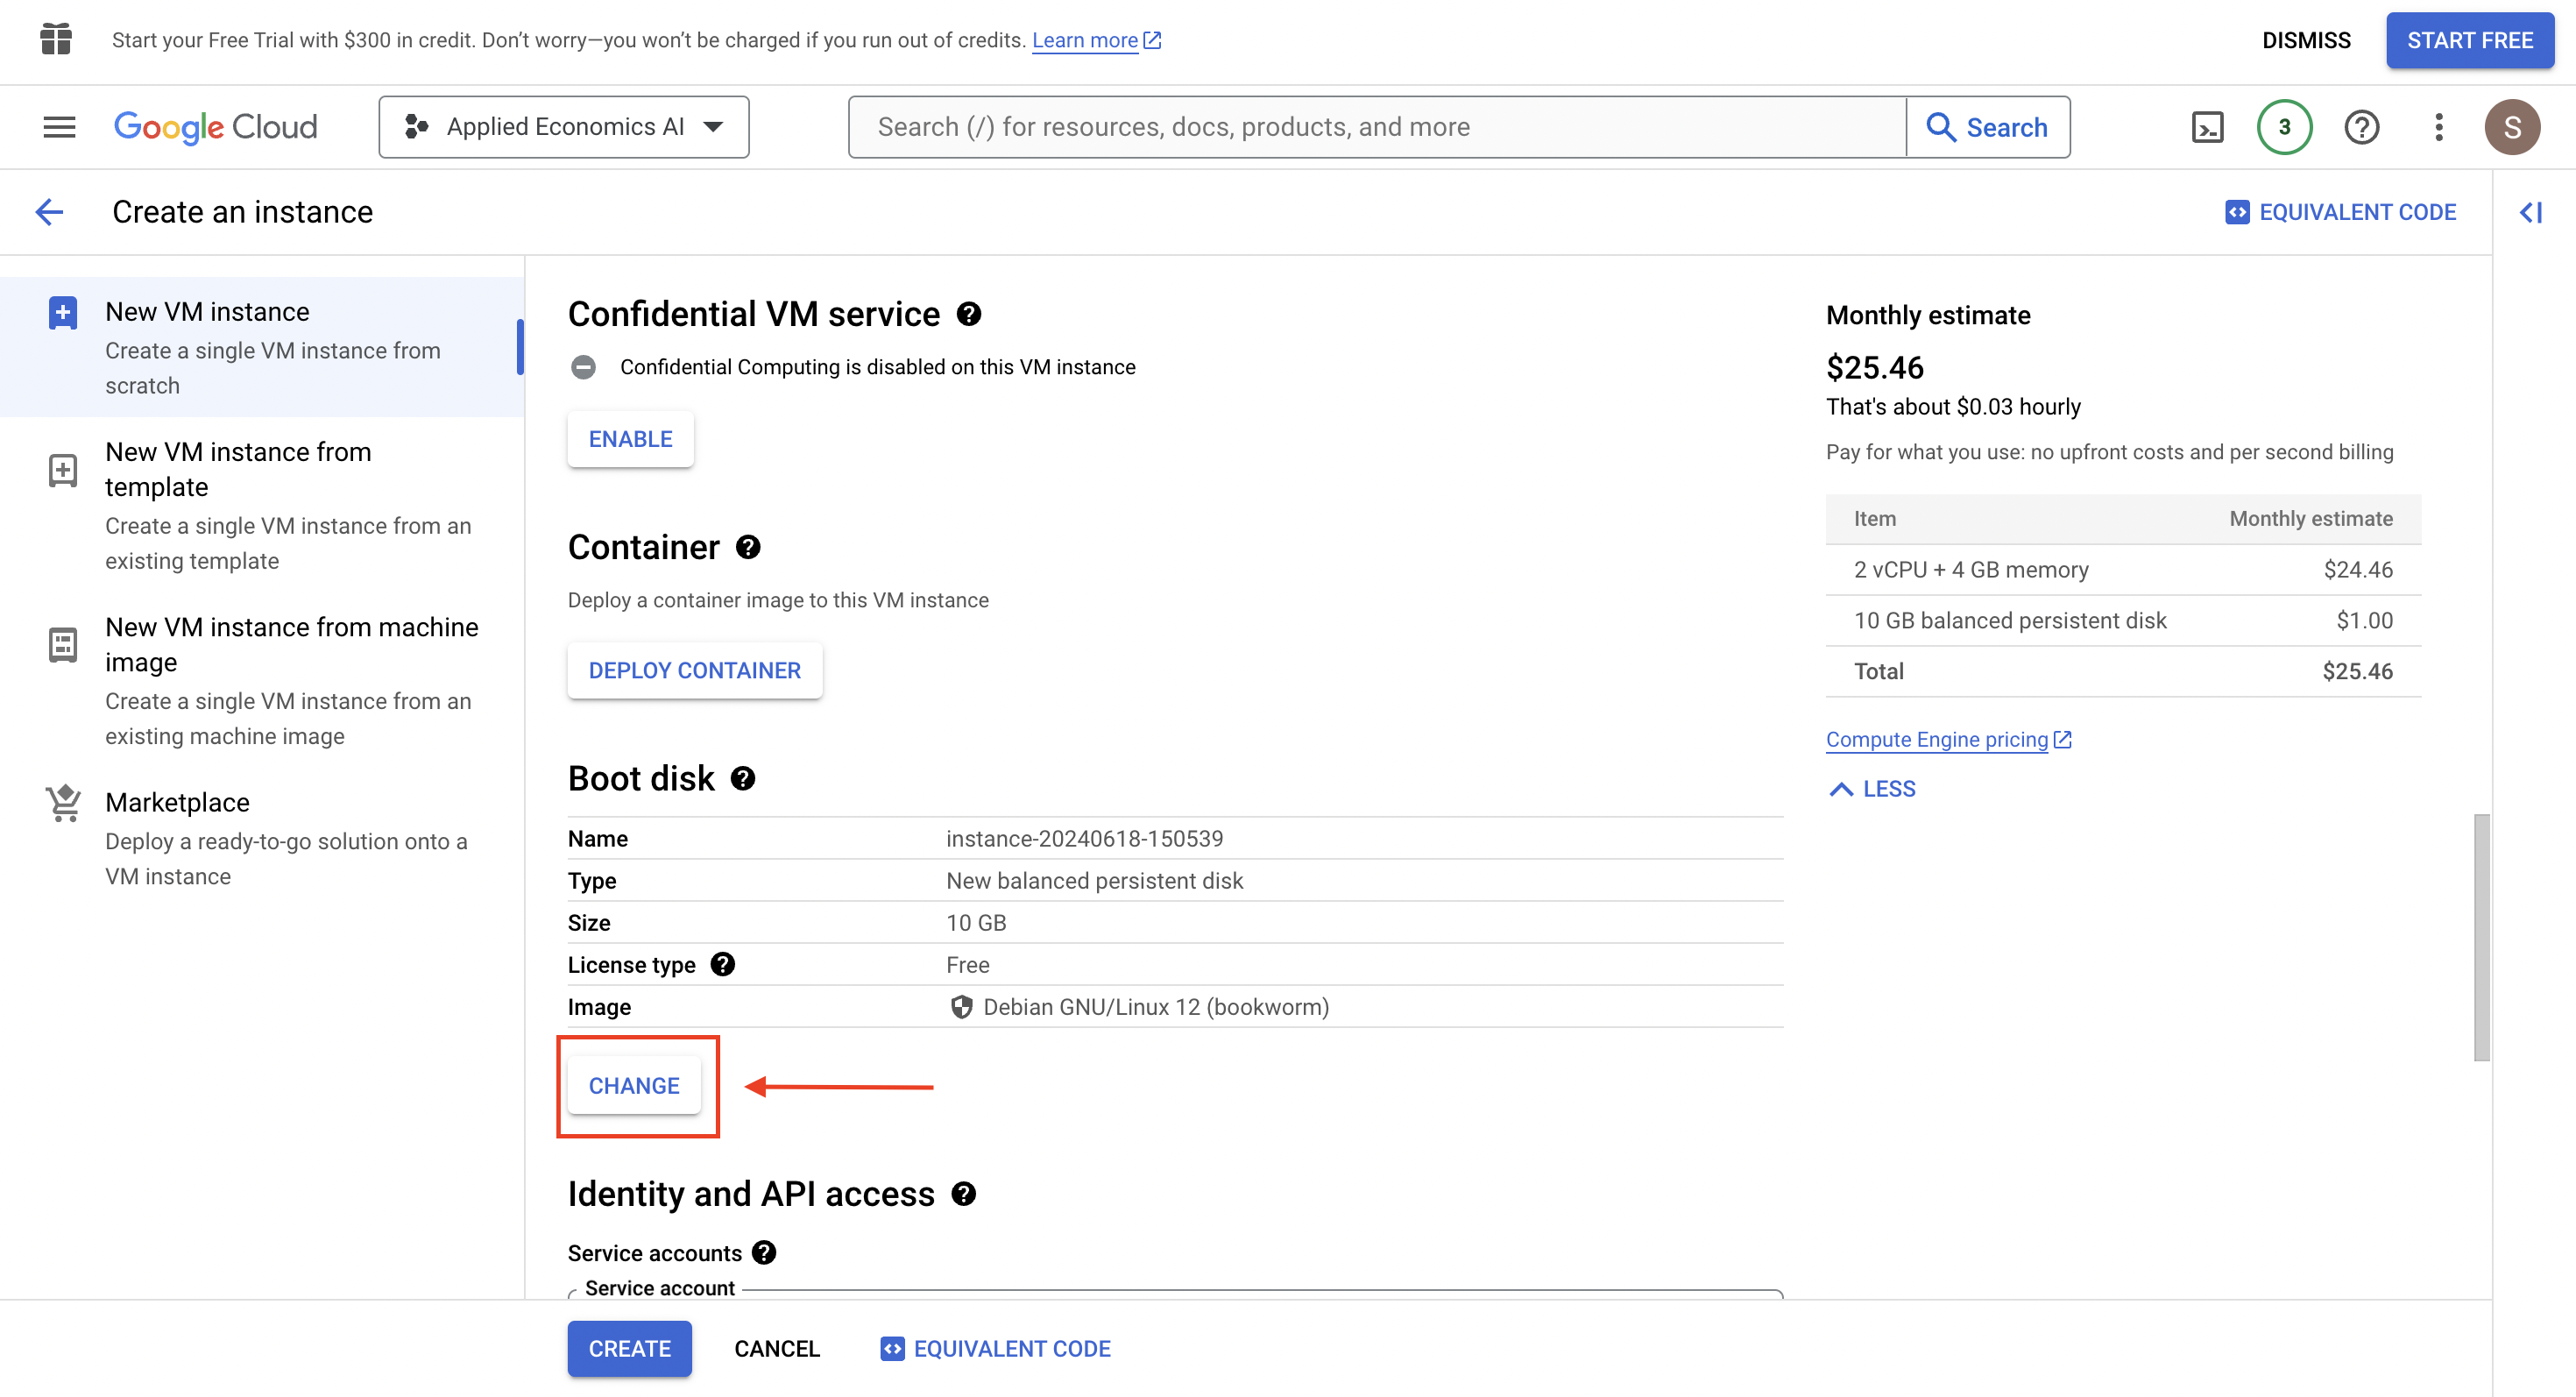 Start your Free Trial with $300 in credit. Don’t worry—you won’t be charged if you run out of credits. Learn more
DISMISS
START FREE
Google Cloud
Applied Economics AI
Search (/) for resources, docs, products, and more
Search
3
S
Create an instance
EQUIVALENT CODE
New VM instance
Create a single VM instance from
scratch
New VM instance from
template
Create a single VM instance from an
existing template
New VM instance from machine
image
Create a single VM instance from an
existing machine image
Marketplace
Deploy a ready-to-go solution onto a
VM instance
Confidential VM service
Confidential Computing is disabled on this VM instance
ENABLE
Container
Deploy a container image to this VM instance
DEPLOY CONTAINER
Boot disk
Name instance-20240618-150539
Type New balanced persistent disk
Size 10 GB
License type Free
Image Debian GNU/Linux 12 (bookworm)
CHANGE
Identity and API access
Service accounts
Service account
Monthly estimate
$25.46
That's about $0.03 hourly
Pay for what you use: no upfront costs and per second billing
Item Monthly estimate
2 vCPU + 4 GB memory $24.46
10 GB balanced persistent disk $1.00
Total $25.46
Compute Engine pricing
LESS
CREATE
CANCEL
EQUIVALENT CODE